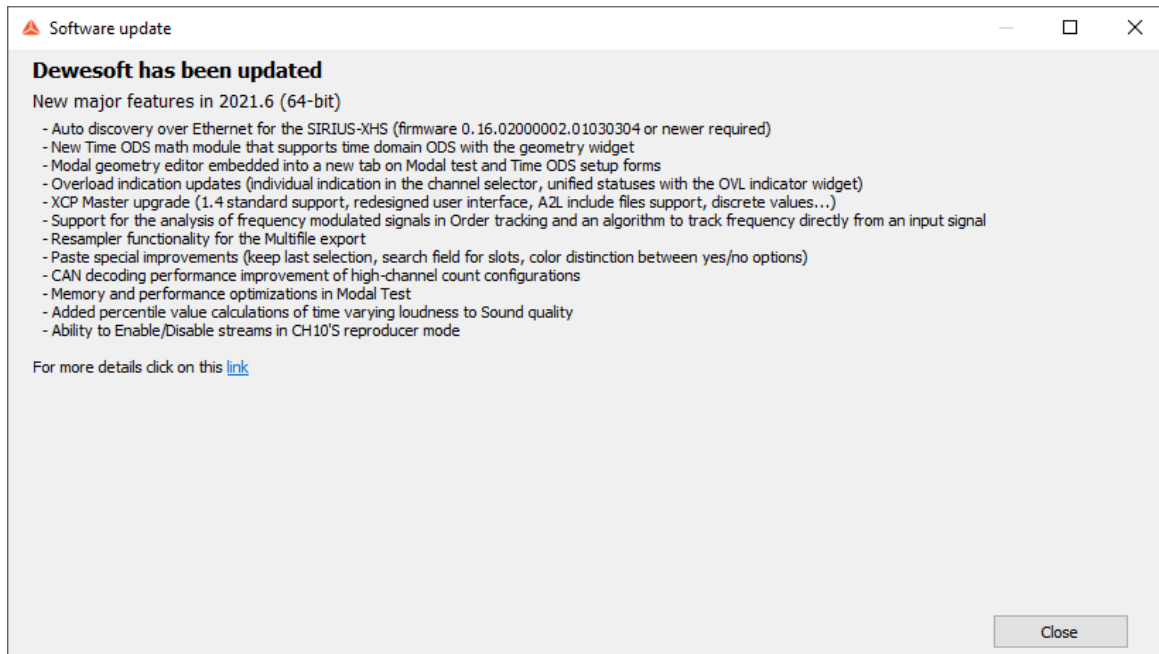 Software update
Dewesoft has been updated
New major features in 2021.6 (64-bit)
- Auto discovery over Ethernet for the SIRIUS-XHS (firmware 0.16.02000002.01030304 or newer required)
- New Time ODS math module that supports time domain ODS with the geometry widget
- Modal geometry editor embedded into a new tab on Modal test and Time ODS setup forms
- Overload indication updates (individual indication in the channel selector, unified statuses with the OVL indicator widget)
- XCP Master upgrade (1.4 standard support, redesigned user interface, A2L include files support, discrete values...)
- Support for the analysis of frequency modulated signals in Order tracking and an algorithm to track frequency directly from an input signal
- Resampler functionality for the Multifile export
- Paste special improvements (keep last selection, search field for slots, color distinction between yes/no options)
- CAN decoding performance improvement of high-channel count configurations
- Memory and performance optimizations in Modal Test
- Added percentile value calculations of time varying loudness to Sound quality
- Ability to Enable/Disable streams in CH10'S reproducer mode
For more details click on this link
Close